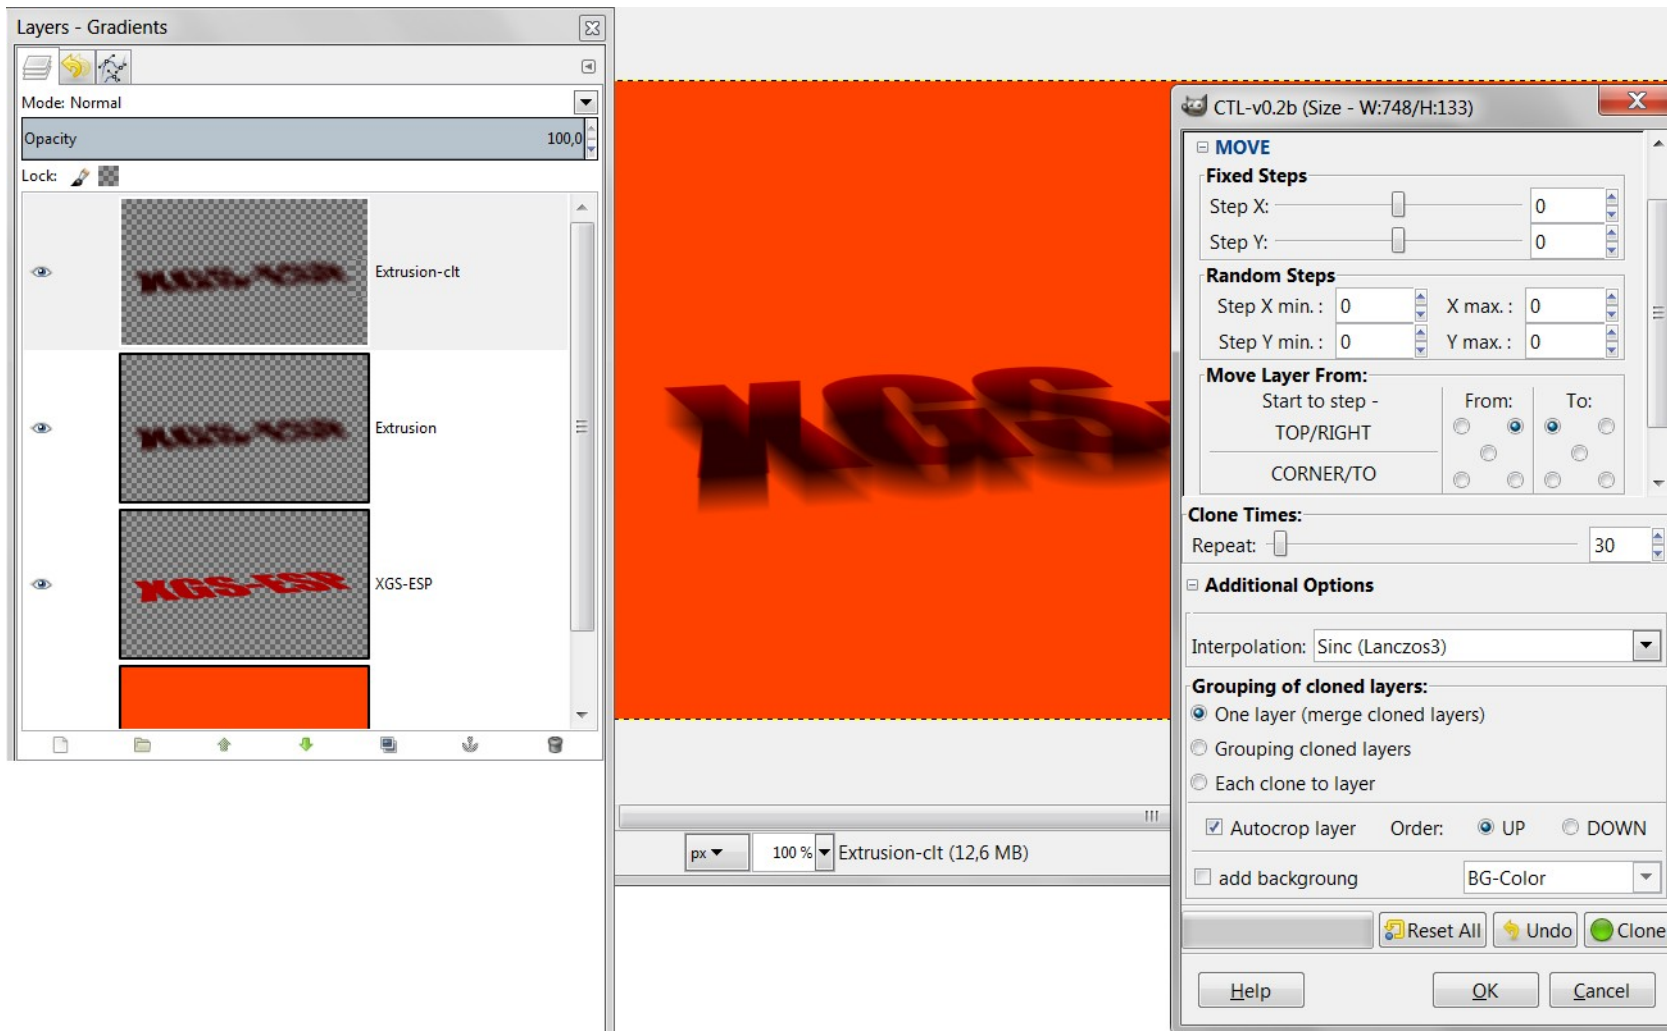 Layers - Gradients
Mode: Normal
Opacity 100,0
Lock:
Extrusion-clt
Extrusion
XGS-ESP
XGS-ESP
XGS-
px 100 % Extrusion-clt (12,6 MB)
CTL-v0.2b (Size - W:748/H:133)
MOVE
Fixed Steps
Step X: 0
Step Y: 0
Random Steps
Step X min. : 0 X max. : 0
Step Y min. : 0 Y max. : 0
Move Layer From:
Start to step - From: To:
TOP/RIGHT
CORNER/TO
Clone Times:
Repeat: 30
Additional Options
Interpolation: Sinc (Lanczos3)
Grouping of cloned layers:
One layer (merge cloned layers)
Grouping cloned layers
Each clone to layer
Autocrop layer Order: UP DOWN
add backgroung BG-Color
Reset All Undo Clone
Help OK Cancel